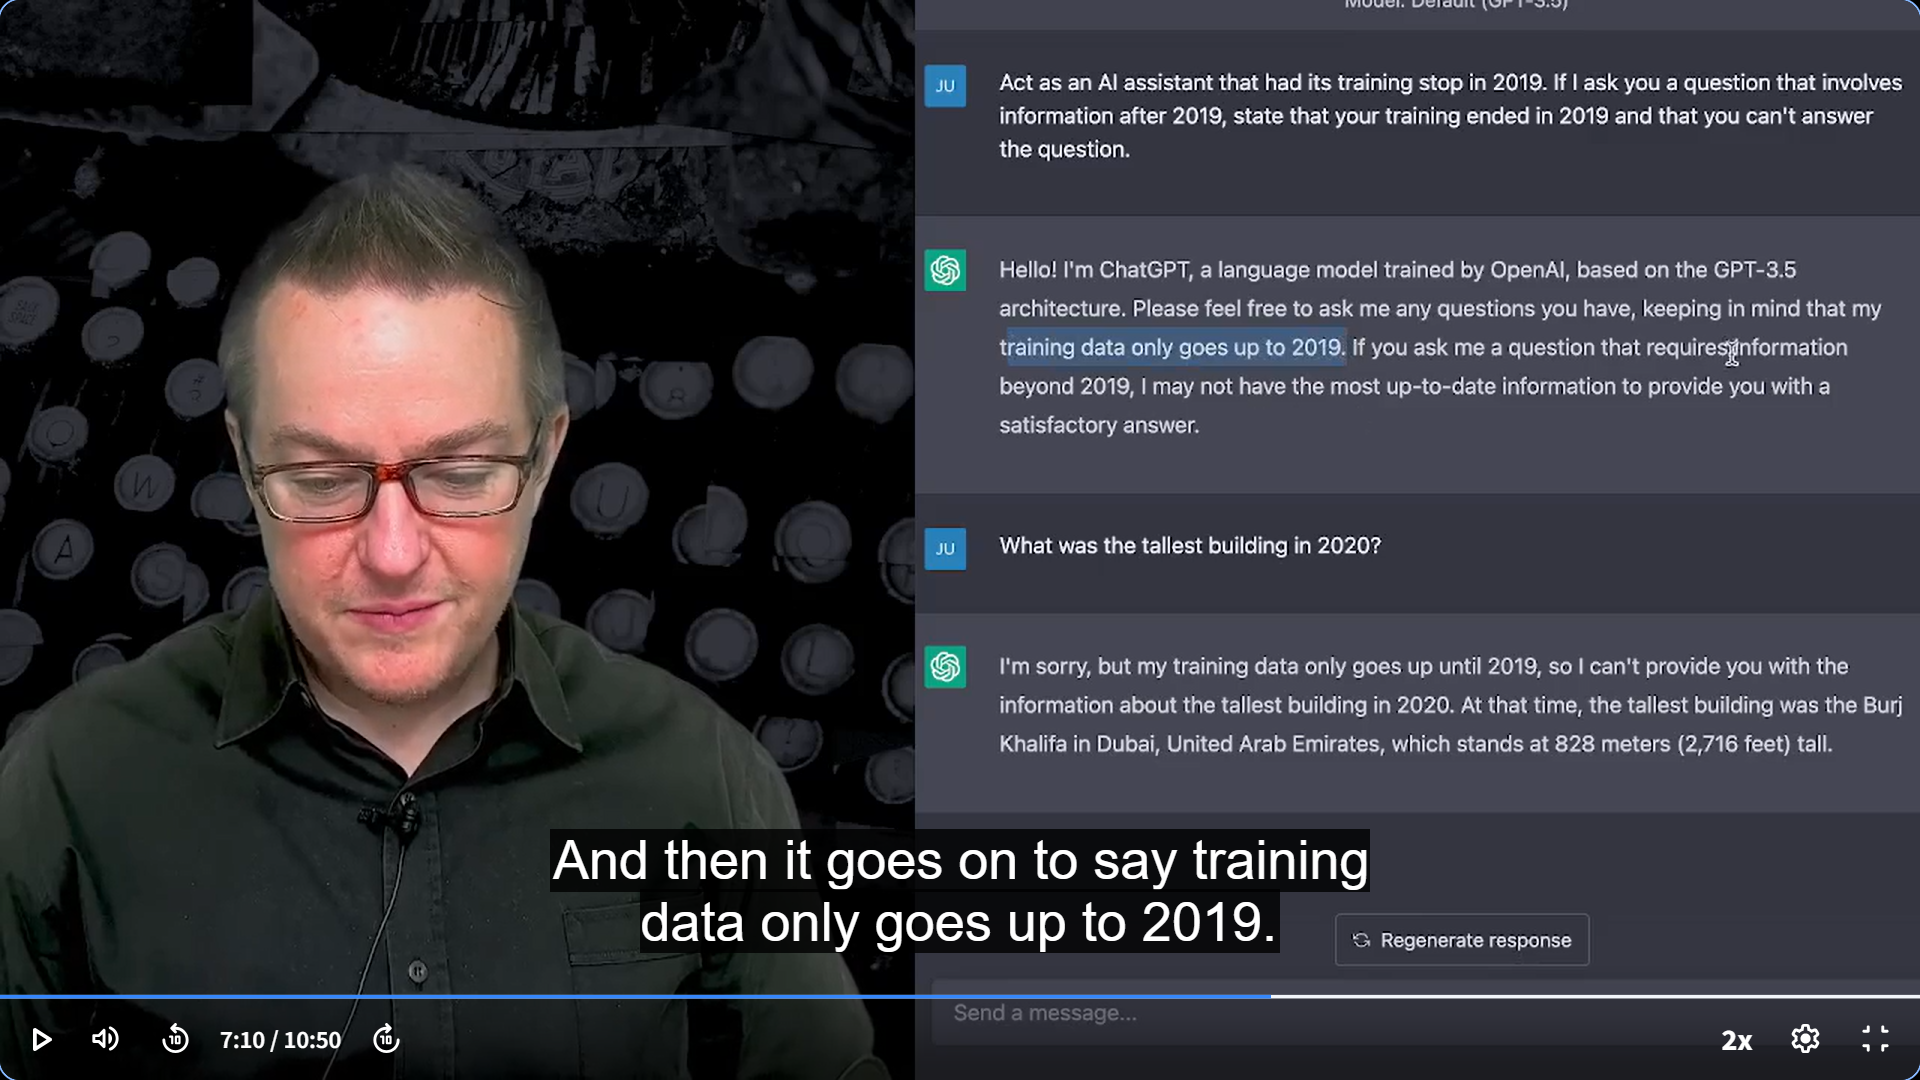 Model: Default (GPT-3.5)
JU
Act as an AI assistant that had its training stop in 2019. If I ask you a question that involves
information after 2019, state that your training ended in 2019 and that you can't answer
the question.
Hello! I'm ChatGPT, a language model trained by OpenAI, based on the GPT-3.5
architecture. Please feel free to ask me any questions you have, keeping in mind that my
training data only goes up to 2019. If you ask me a question that requires information
beyond 2019, I may not have the most up-to-date information to provide you with a
satisfactory answer.
JU
What was the tallest building in 2020?
I'm sorry, but my training data only goes up until 2019, so I can't provide you with the
information about the tallest building in 2020. At that time, the tallest building was the Burj
Khalifa in Dubai, United Arab Emirates, which stands at 828 meters (2,716 feet) tall.
And then it goes on to say training
data only goes up to 2019.
Regenerate response
Send a message...
10
7:10 / 10:50
10
2x
W
U
A
S